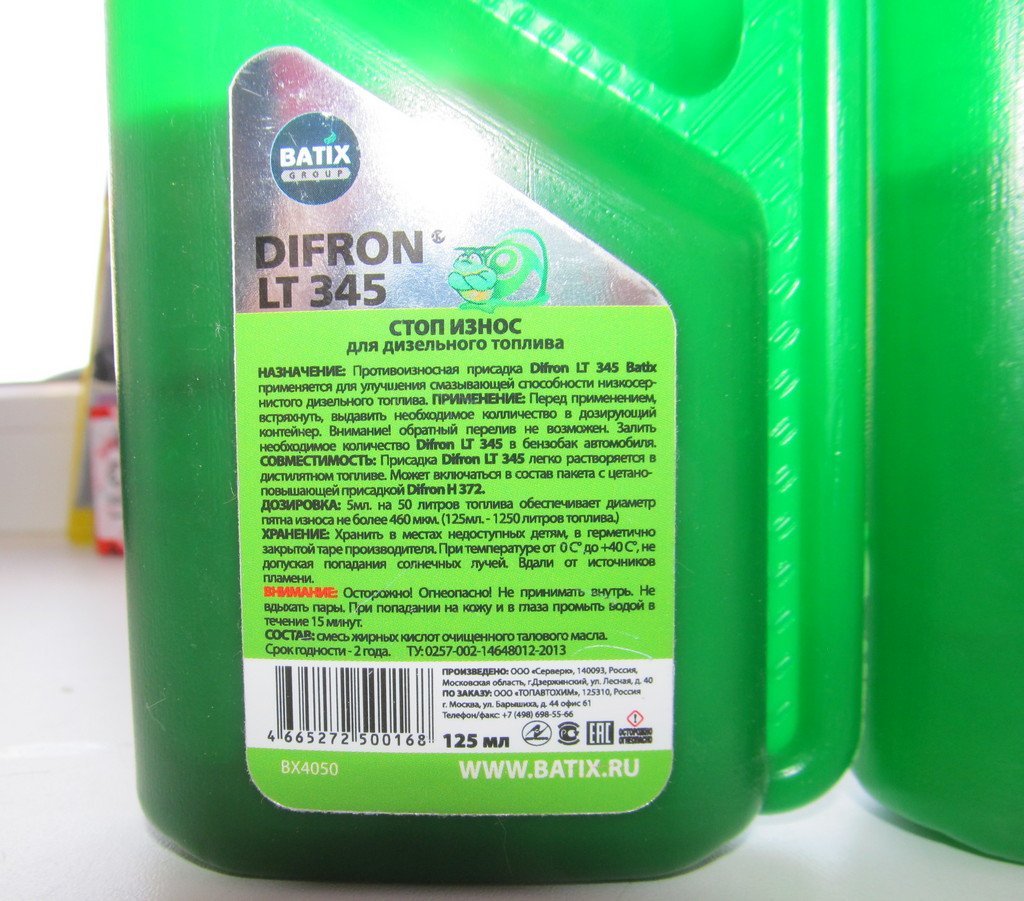 BATIX
GROUP
DIFRON
LT 345
СТОП ИЗНОС
для дизельного топлива
НАЗНАЧЕНИЕ: Противоизносная присадка Difron LT 345 Batix
применяется для улучшения смазывающей способности низкосер-
нистого дизельного топлива. ПРИМЕНЕНИЕ: Перед применением,
встряхнуть, выдавить необходимое колличество в дозирующий
контейнер. Внимание! обратный перелив не возможен. Залить
необходимое количество Difron LT 345 в бензобак автомобиля.
СОВМЕСТИМОСТЬ: Присадка Difron LT 345 легко растворяется в
дистилятном топливе. Может включаться в состав пакета с цетано-
повышающей присадкой Difron H 372.
ДОЗИРОВКА: 5мл. на 50 литров топлива обеспечивает диаметр
пятна износа не более 460 мкм. (125мл. - 1250 литров топлива.)
ХРАНЕНИЕ: Хранить в местах недоступных детям, в герметично
закрытой таре производителя. При температуре от 0 С° до +40 С°, не
допуская попадания солнечных лучей. Вдали от источников
пламени.
ВНИМАНИЕ: Осторожно! Огнеопасно! Не принимать внутрь. Не
вдыхать пары. При попадании на кожу и в глаза промыть водой в
течение 15 минут.
СОСТАВ: смесь жирных кислот очищенного талового масла.
Срок годности - 2 года. ТУ: 0257-002-14648012-2013
ПРОИЗВЕДЕНО: ООО «Серверк», 140093, Россия,
Московская область, г.Дзержинский, ул. Лесная, д. 40
ПО ЗАКАЗУ: ООО «ТОПАВТОХИМ», 125310, Россия
г. Москва, ул. Барышиха, д. 44 офис 61
Телефон/факс: +7 (498) 698-55-66
4 665272 500168
125 мл
EAC
BX4050
WWW.BATIX.RU